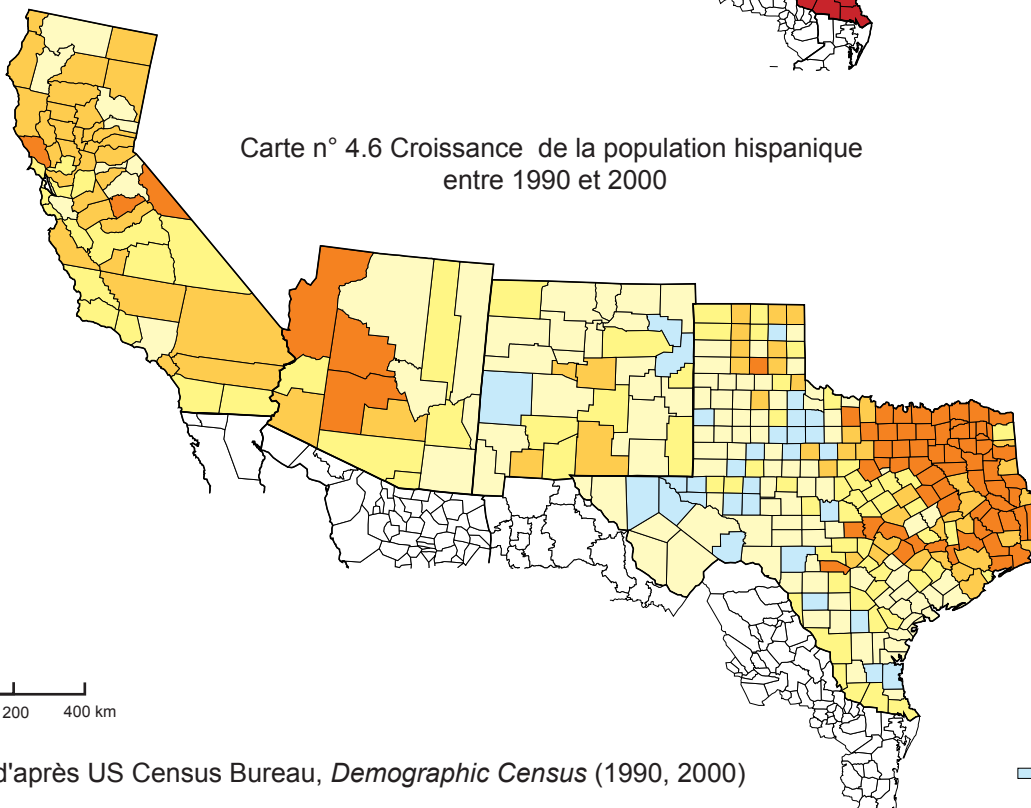 Carte n° 4.6 Croissance de la population hispanique
entre 1990 et 2000
200 400 km
d'après US Census Bureau, Demographic Census (1990, 2000)